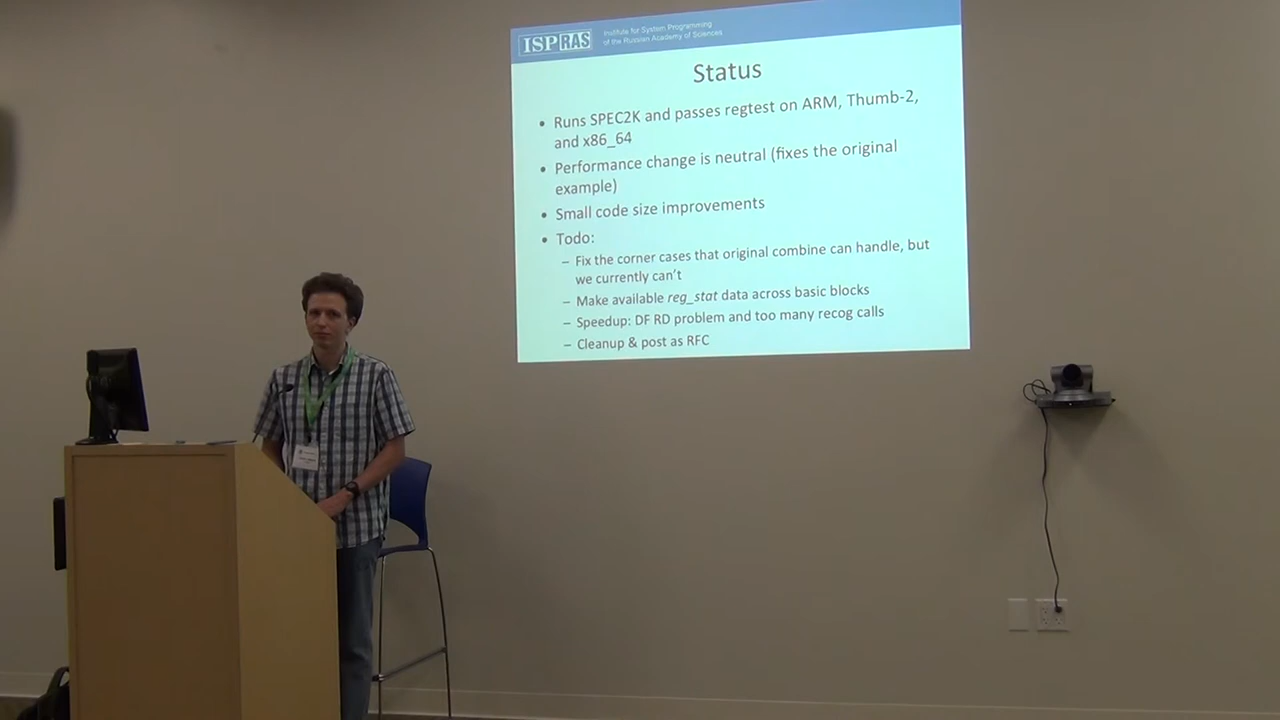 ISPRAS
Institute for System Programming
of the Russian Academy of Sciences
Status
• Runs SPEC2K and passes regtest on ARM, Thumb-2,
and x86_64
• Performance change is neutral (fixes the original
example)
• Small code size improvements
• Todo:
– Fix the corner cases that original combine can handle, but
we currently can't
– Make available reg_stat data across basic blocks
– Speedup: DF RD problem and too many recog calls
– Cleanup & post as RFC